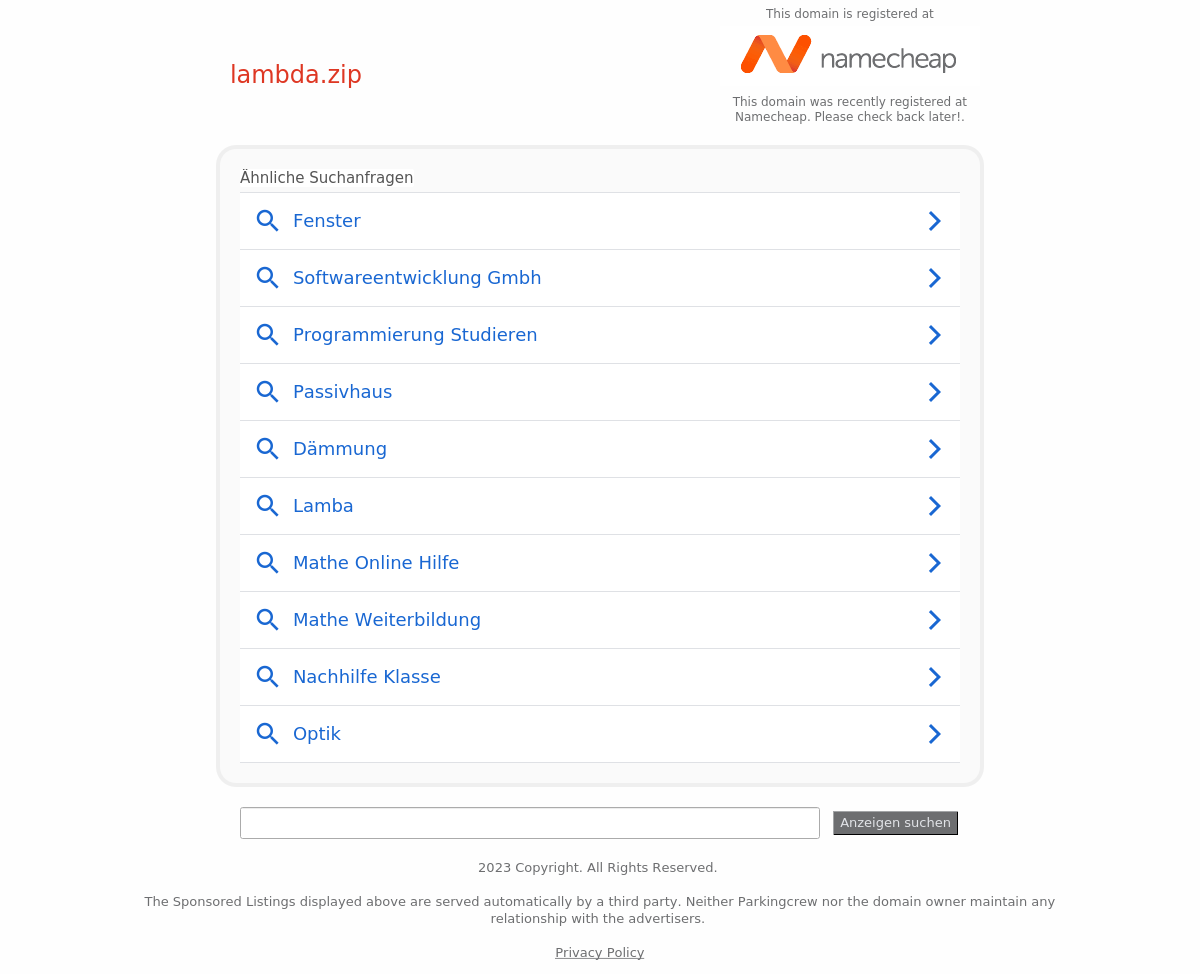 This domain is registered at
namecheap
lambda.zip
This domain was recently registered at
Namecheap. Please check back later!.
Ähnliche Suchanfragen
Fenster
Softwareentwicklung Gmbh
Programmierung Studieren
Passivhaus
Dämmung
Lamba
Mathe Online Hilfe
Mathe Weiterbildung
Nachhilfe Klasse
Optik
Anzeigen suchen
2023 Copyright. All Rights Reserved.
The Sponsored Listings displayed above are served automatically by a third party. Neither Parkingcrew nor the domain owner maintain any
relationship with the advertisers.
Privacy Policy